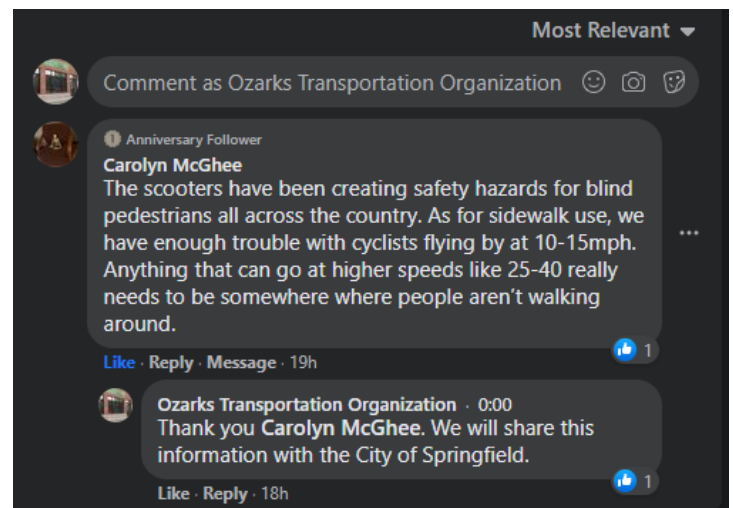 Most Relevant
Comment as Ozarks Transportation Organization
1 Anniversary Follower
Carolyn McGhee
The scooters have been creating safety hazards for blind
pedestrians all across the country. As for sidewalk use, we
have enough trouble with cyclists flying by at 10-15mph.
Anything that can go at higher speeds like 25-40 really
needs to be somewhere where people aren’t walking
around.
1
Like · Reply · Message · 19h
Ozarks Transportation Organization · 0:00
Thank you Carolyn McGhee. We will share this
information with the City of Springfield.
1
Like · Reply · 18h